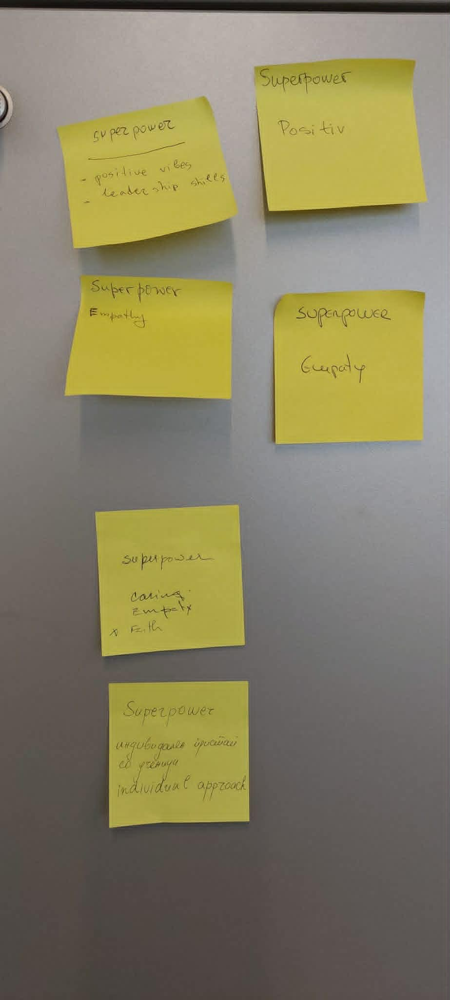 superpower
- positive vibes
- leadership skills
Superpower
Positiv
Superpower
Empathy
SUPERPOWER
Empaty
superpower
Caring.
Empaty
x Faith
Superpower
индивидален пристап
со ученици
individual approach